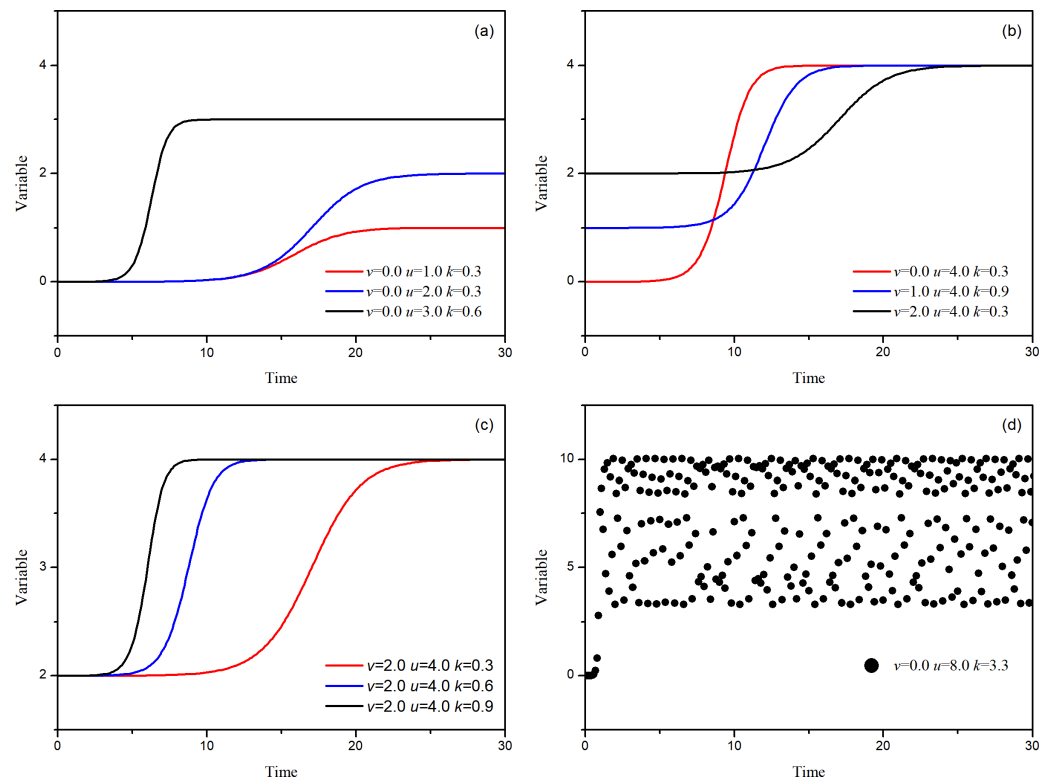 (a)
4
3
2
1
0
Variable
v=0.0 u=1.0 k=0.3
v=0.0 u=2.0 k=0.3
v=0.0 u=3.0 k=0.6
0
10
20
30
Time
(b)
4
2
0
Variable
v=0.0 u=4.0 k=0.3
v=1.0 u=4.0 k=0.9
v=2.0 u=4.0 k=0.3
0
10
20
30
Time
(c)
4
3
2
Variable
v=2.0 u=4.0 k=0.3
v=2.0 u=4.0 k=0.6
v=2.0 u=4.0 k=0.9
0
10
20
30
Time
(d)
10
5
0
Variable
v=0.0 u=8.0 k=3.3
0
10
20
30
Time